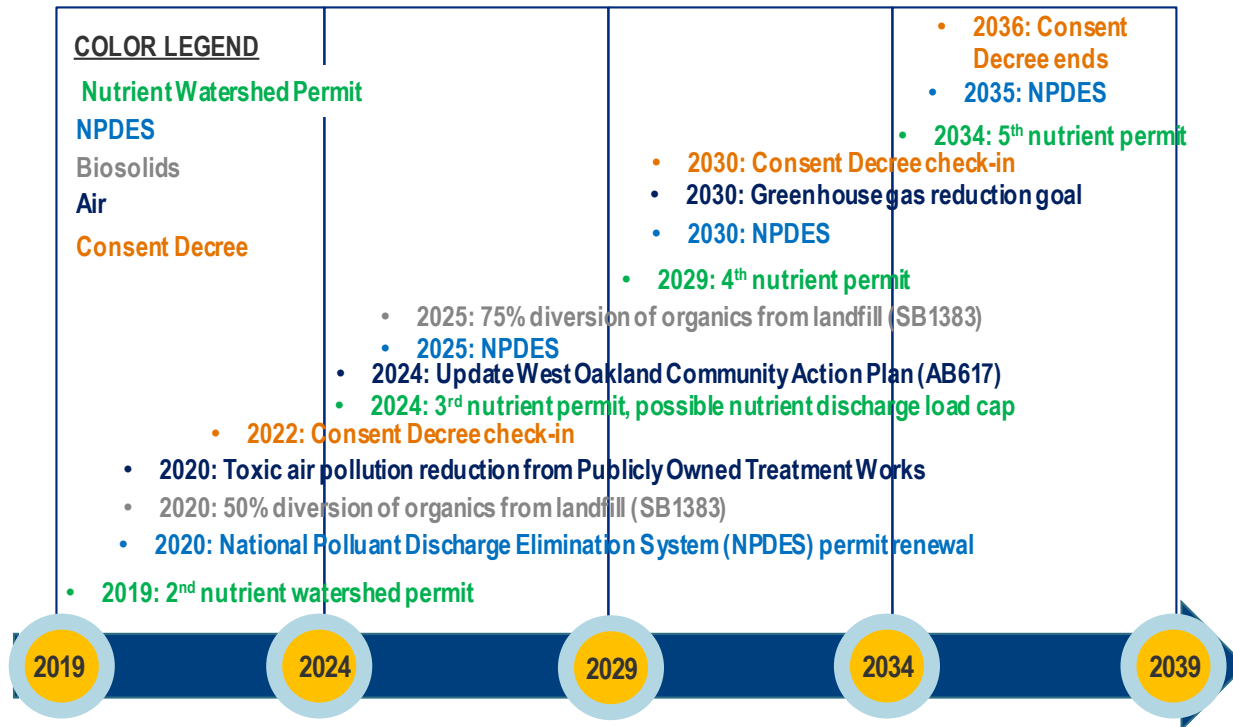 COLOR LEGEND
Nutrient Watershed Permit
NPDES
Biosolids
Air
Consent Decree
• 2036: Consent
Decree ends
• 2035: NPDES
• 2034: 5th nutrient permit
• 2030: Consent Decree check-in
• 2030: Greenhouse gas reduction goal
• 2030: NPDES
• 2029: 4th nutrient permit
• 2025: 75% diversion of organics from landfill (SB1383)
• 2025: NPDES
• 2024: Update West Oakland Community Action Plan (AB617)
• 2024: 3rd nutrient permit, possible nutrient discharge load cap
• 2022: Consent Decree check-in
• 2020: Toxic air pollution reduction from Publicly Owned Treatment Works
• 2020: 50% diversion of organics from landfill (SB1383)
• 2020: National Polluant Discharge Elimination System (NPDES) permit renewal
• 2019: 2nd nutrient watershed permit
2019
2024
2029
2034
2039